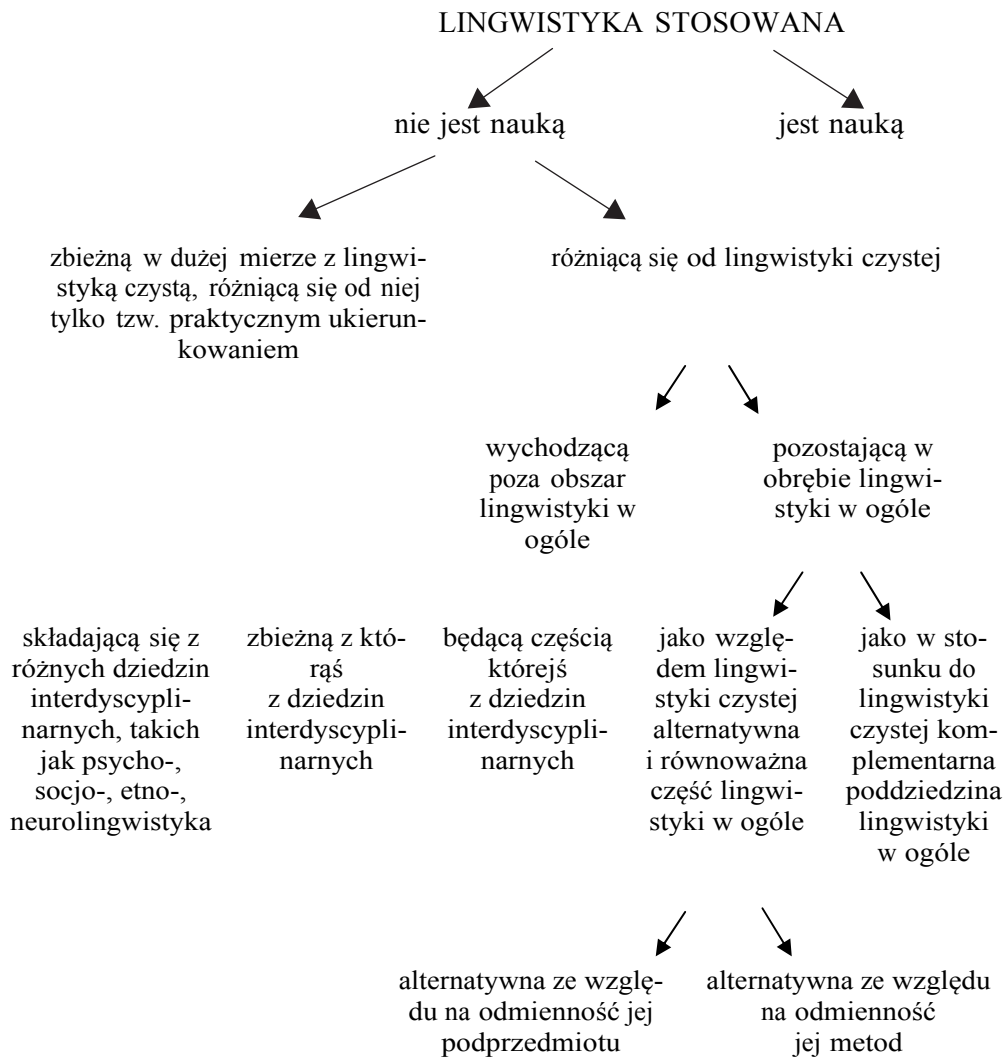 LINGWISTYKA STOSOWANA
nie jest nauką
jest nauką
zbieżną w dużej mierze z lingwi-
styką czystą, różniącą się od niej
tylko tzw. praktycznym ukierun-
kowaniem
różniącą się od lingwistyki czystej
wychodzącą
poza obszar
lingwistyki w
ogóle
pozostającą w
obrębie lingwi-
styki w ogóle
składającą się z
różnych dziedzin
interdyscypli-
narnych, takich
jak psycho-,
socjo-, etno-,
neurolingwistyka
zbieżną z któ-
rąś
z dziedzin
interdyscypli-
narnych
będącą częścią
którejś
z dziedzin
interdyscypli-
narnych
jako wzglę-
dem lingwi-
styki czystej
alternatywna
i równoważna
część lingwi-
styki w ogóle
jako w sto-
sunku do
lingwistyki
czystej kom-
plementarna
poddziedzina
lingwistyki
w ogóle
alternatywna ze wzglę-
du na odmienność jej
podprzedmiotu
alternatywna ze względu
na odmienność
jej metod